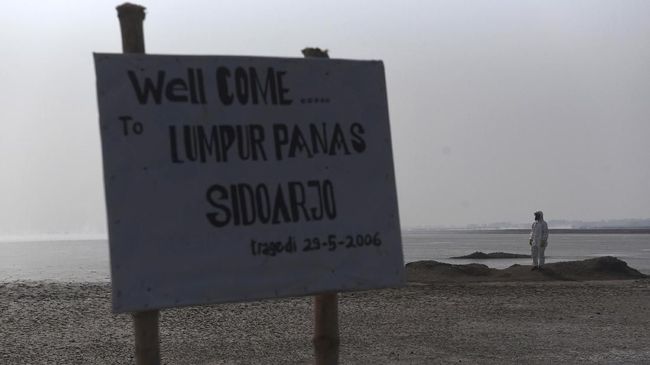 Well COME .....
To
LUMPUR PANAS
SIDOARJO
tragedi 29-5-2006